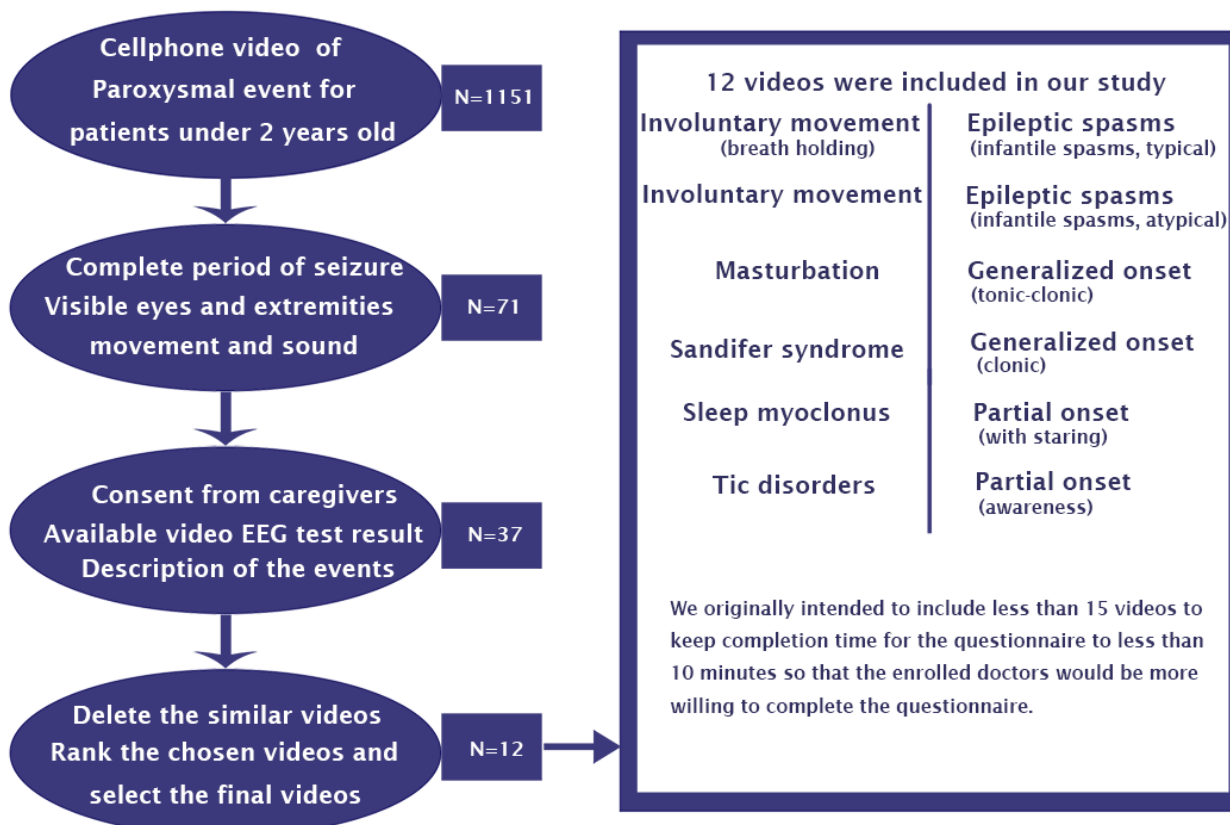 Cellphone video of
Paroxysmal event for
patients under 2 years old
N=1151
Complete period of seizure
Visible eyes and extremities
movement and sound
N=71
Consent from caregivers
Available video EEG test result
Description of the events
N=37
Delete the similar videos
Rank the chosen videos and
select the final videos
N=12
12 videos were included in our study
Involuntary movement
(breath holding)
Involuntary movement
Masturbation
Sandifer syndrome
Sleep myoclonus
Tic disorders
Epileptic spasms
(infantile spasms, typical)
Epileptic spasms
(infantile spasms, atypical)
Generalized onset
(tonic-clonic)
Generalized onset
(clonic)
Partial onset
(with staring)
Partial onset
(awareness)
We originally intended to include less than 15 videos to
keep completion time for the questionnaire to less than
10 minutes so that the enrolled doctors would be more
willing to complete the questionnaire.